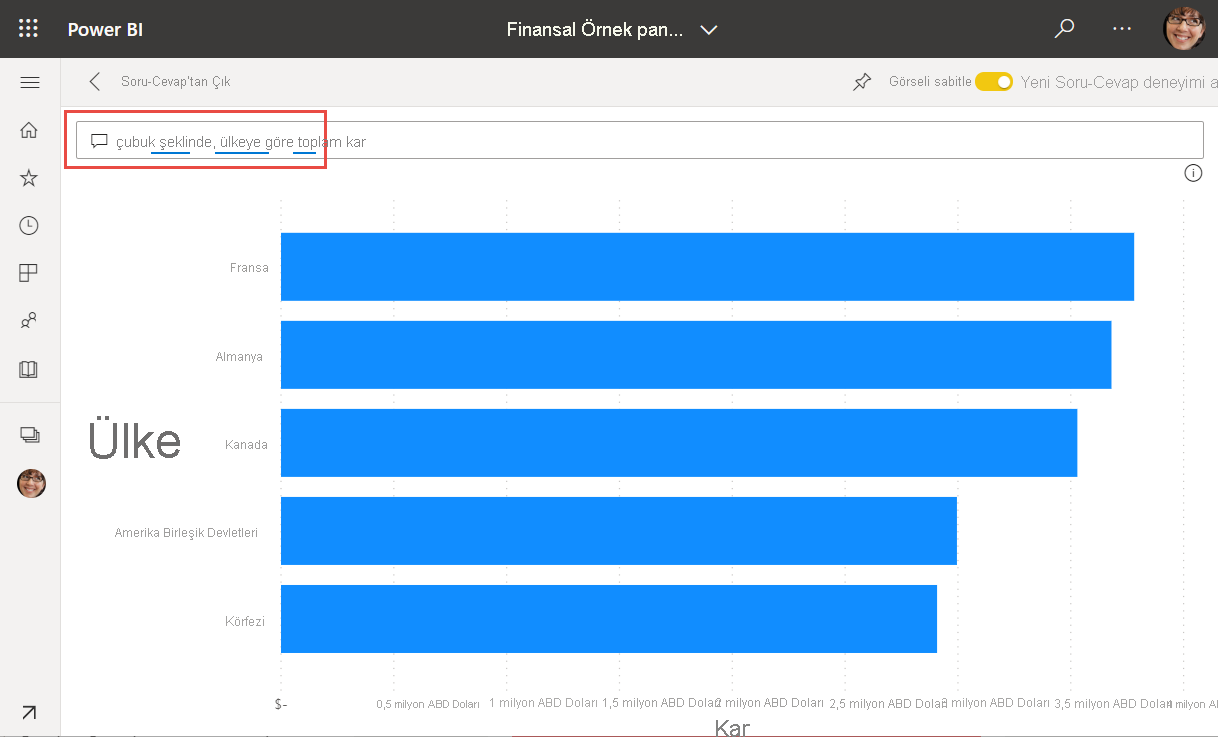 Power BI
Finansal Örnek pan...
Soru-Cevap'tan Çık
Görseli sabitle
Yeni Soru-Cevap deneyimi a
çubuk şeklinde, ülkeye göre toplam kar
Fransa
Almanya
Ülke
Kanada
Amerika Birleşik Devletleri
Körfezi
$-
0,5 milyon ABD Doları
1 milyon ABD Doları
1,5 milyon ABD Doları
2 milyon ABD Doları
2,5 milyon ABD Doları
3 milyon ABD Doları
3,5 milyon ABD Doları
4 milyon AB
Kar